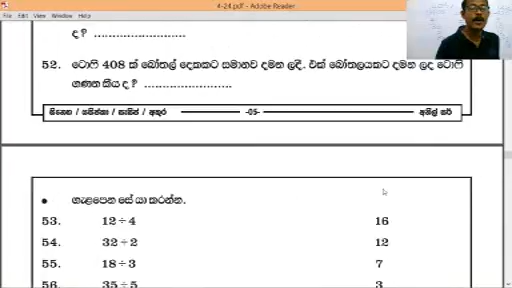 4-24.pdf - Adobe Reader
File Edit View Window Help
ද ? ..........................
52. ටොෆි 408 ක් බෝතල් දෙකකට සමානව දමන ලදී. එක් බෝතලයකට දමන ලද ටොෆි
ගණන කීය ද ? ........................
-05- අනිල් සර්
• ගැළපෙන සේ යා කරන්න.
53. 12 ÷ 4 16
54. 32 ÷ 2 12
55. 18 ÷ 3 7
56. 35 ÷ 5 3